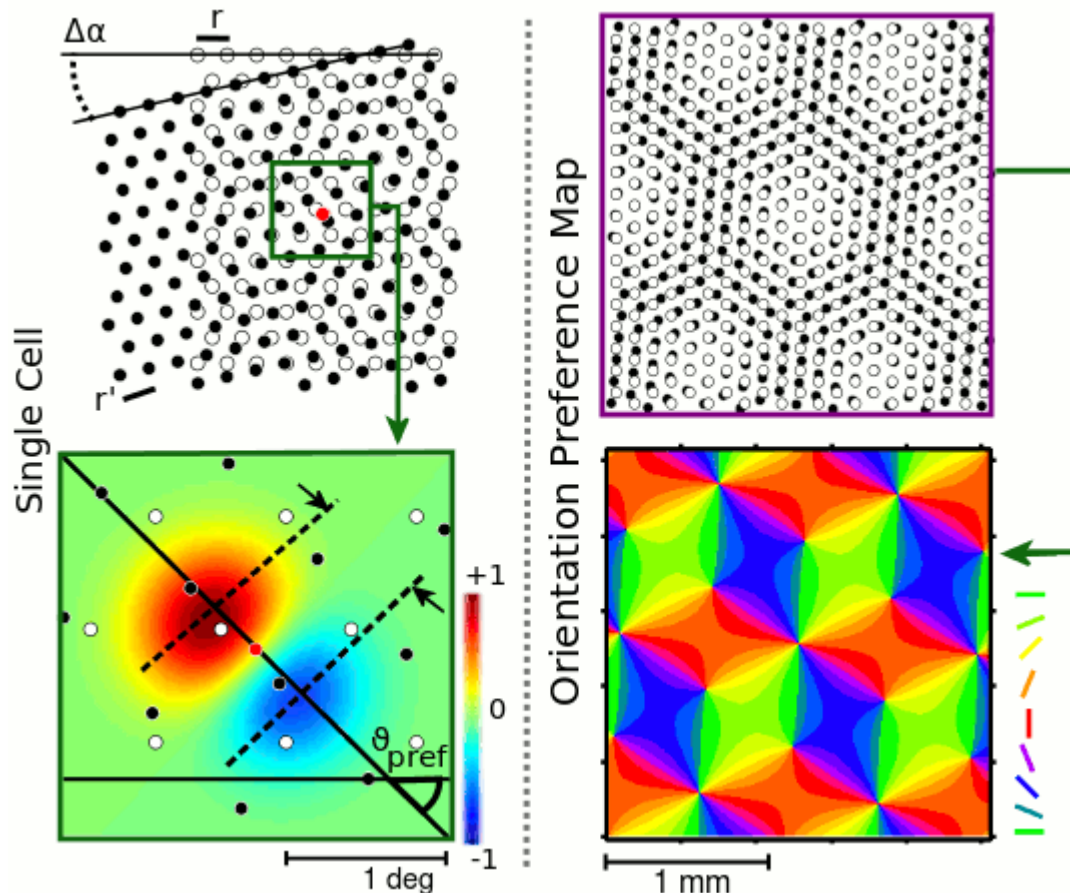 Δα
r
r'
Single Cell
+1
0
-1
ϑpref
1 deg
Orientation Preference Map
1 mm